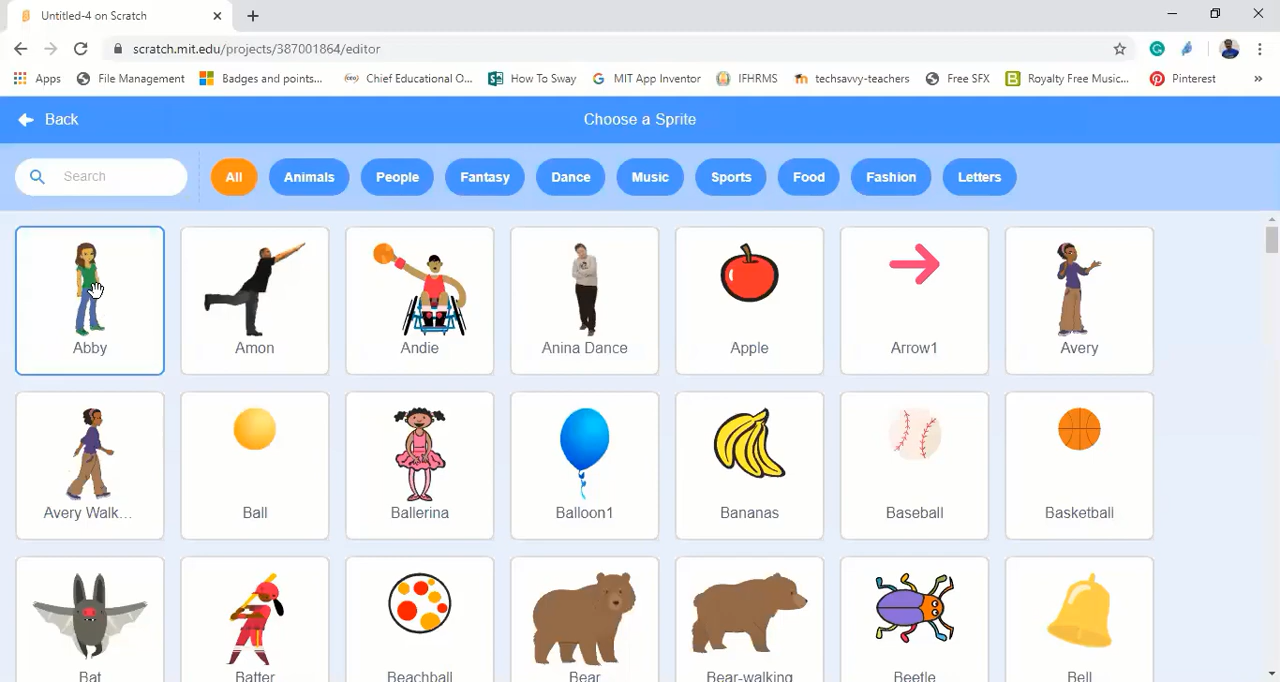 Untitled-4 on Scratch
scratch.mit.edu/projects/387001864/editor
Apps File Management Badges and points... Chief Educational O... How To Sway MIT App Inventor IFHRMS techsavvy-teachers Free SFX Royalty Free Music... Pinterest »
Back Choose a Sprite
Search All Animals People Fantasy Dance Music Sports Food Fashion Letters
Abby Amon Andie Anina Dance Apple Arrow1 Avery
Avery Walk... Ball Ballerina Balloon1 Bananas Baseball Basketball
Bat Batter Beachball Bear Bear-walking Beetle Bell